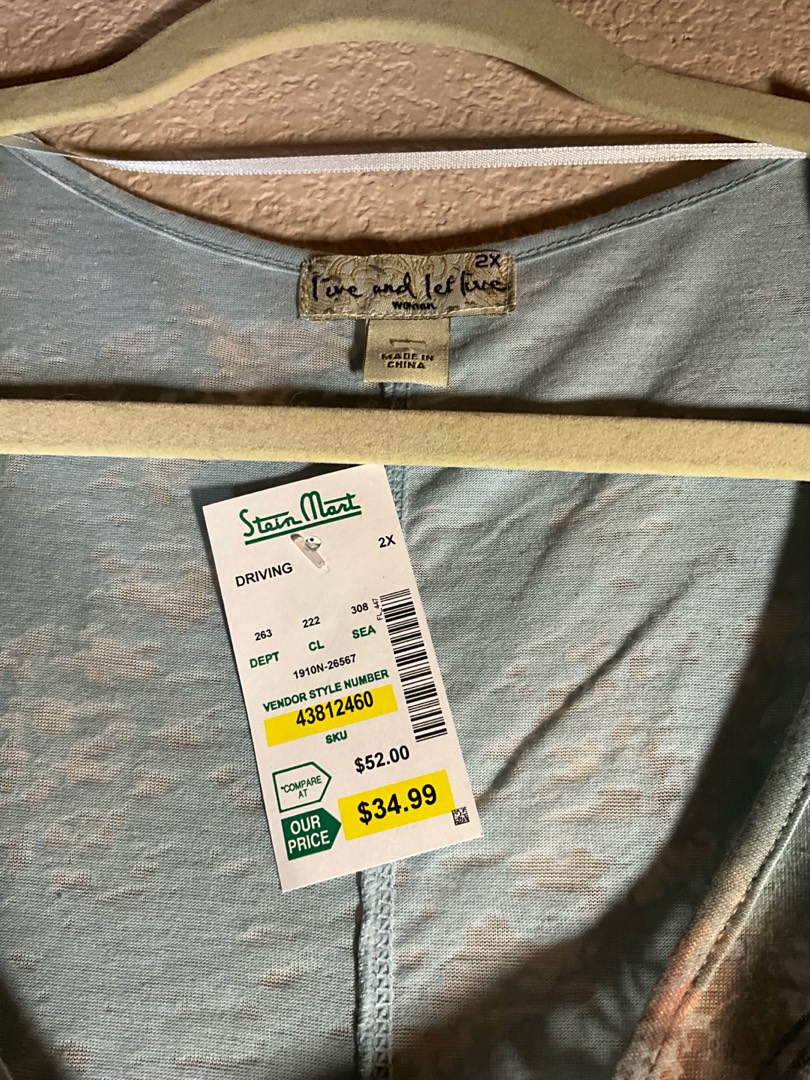 2X
live and let live
woman
MADE IN
CHINA
Stein Mart
2X
DRIVING
263 222 308
DEPT CL SEA
1910N-26567
VENDOR STYLE NUMBER
43812460
SKU
FL_447
*COMPARE
AT
$52.00
OUR
PRICE
$34.99